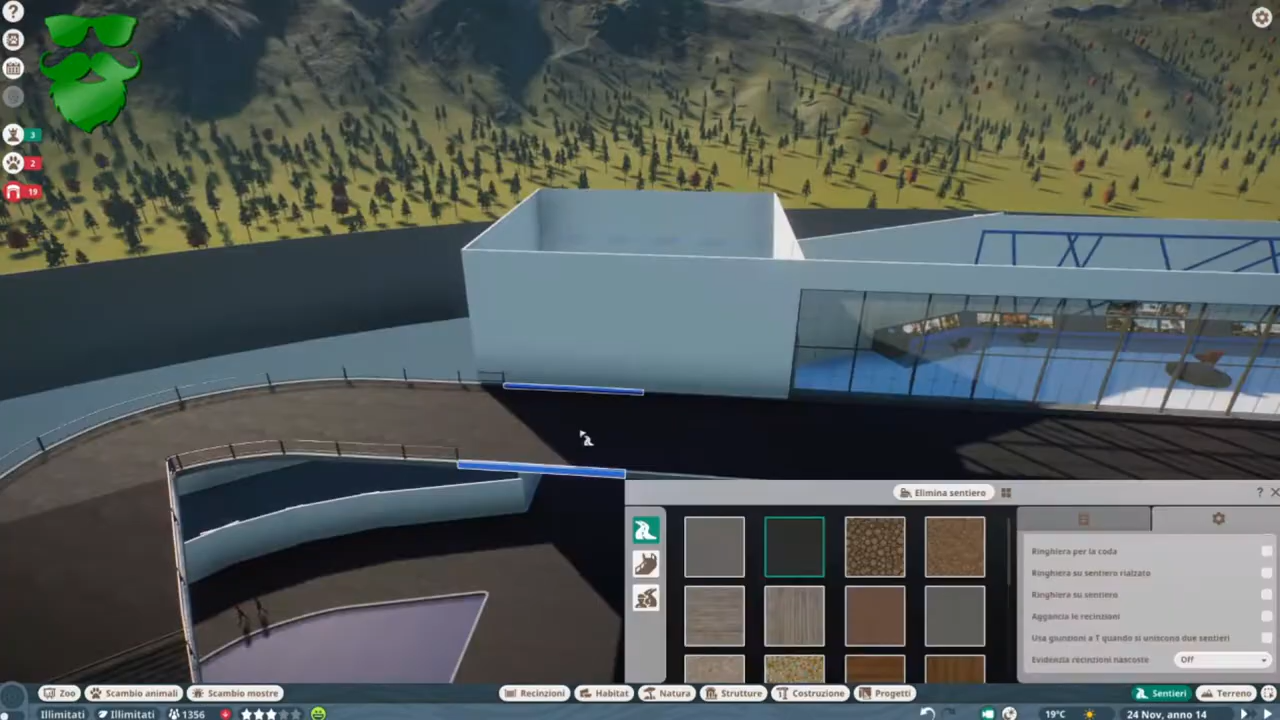 ?
3
2
19
Elimina sentiero
?
Ringhiera per la coda
Ringhiera su sentiero rialzato
Ringhiera su sentiero
Aggancia le recinzioni
Usa giunzioni a T quando si uniscono due sentieri
Evidenzia recinzioni nascoste Off
Zoo Scambio animali Scambio mostre Recinzioni Habitat Natura Strutture Costruzione Progetti Sentieri Terreno
Illimitati Illimitati 1356 19°C 24 Nov, anno 14